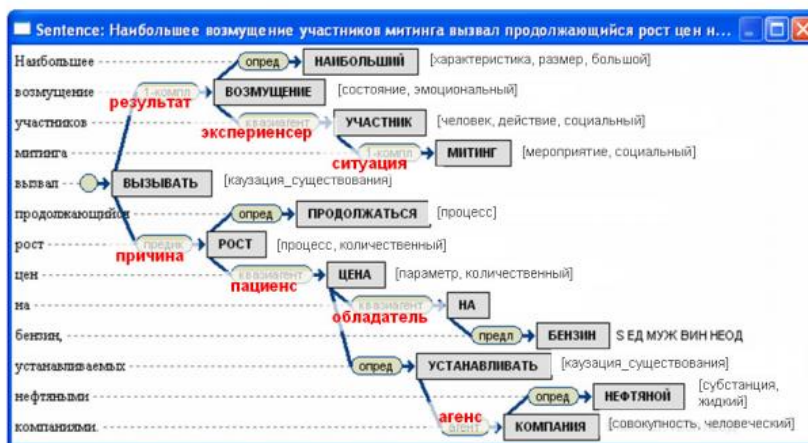 Sentence: Наибольшее возмущение участников митинга вызвал продолжающийся рост цен н...
Наибольшее опред НАИБОЛЬШИЙ [характеристика, размер, большой]
возмущение 1-компл ВОЗМУЩЕНИЕ [состояние, эмоциональный]
результат
участников квазиагент УЧАСТНИК [человек, действие, социальный]
экспериенсер
митинга 1-компл МИТИНГ [мероприятие, социальный]
ситуация
вызвал ВЫЗЫВАТЬ [каузация_существования]
продолжающийся опред ПРОДОЛЖАТЬСЯ [процесс]
рост предик РОСТ [процесс, количественный]
причина
цен квазиагент ЦЕНА [параметр, количественный]
пациенс
на квазиагент НА
обладатель
бензин, предл БЕНЗИН S ЕД МУЖ ВИН НЕОД
устанавливаемых опред УСТАНАВЛИВАТЬ [каузация_существования]
нефтяными опред НЕФТЯНОЙ [субстанция, жидкий]
агенс
компаниями. агент КОМПАНИЯ [совокупность, человеческий]